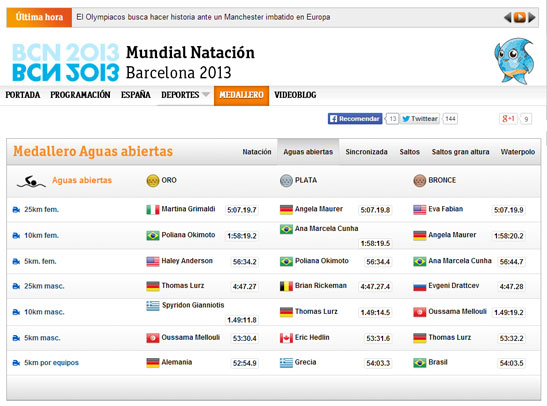 Última hora El Olympiacos busca hacer historia ante un Manchester imbatido en Europa
BCN 2013 Mundial Natación
BCN 2013 Barcelona 2013
PORTADA PROGRAMACIÓN ESPAÑA DEPORTES MEDALLERO VIDEOBLOG
Recomendar 13 Twittear 144 g+1 9
Medallero Aguas abiertas Natación Aguas abiertas Sincronizada Saltos Saltos gran altura Waterpolo
Aguas abiertas ORO PLATA BRONCE
25km fem. Martina Grimaldi 5:07.19.7 Angela Maurer 5:07.19.8 Eva Fabian 5:07.19.9
10km fem. Poliana Okimoto 1:58:19.2 Ana Marcela Cunha 1:58:19.5 Angela Maurer 1:58:20.2
5km. fem. Haley Anderson 56:34.2 Poliana Okimoto 56:34.4 Ana Marcela Cunha 56:44.7
25km masc. Thomas Lurz 4:47.27 Brian Rickeman 4:47.27.4 Evgeni Drattcev 4:47.28
10km masc. Spyridon Gianniotis 1.49:11.8 Thomas Lurz 1.49:14.5 Oussama Mellouli 1.49:19.2
5km masc. Oussama Mellouli 53:30.4 Eric Hedlin 53:31.6 Thomas Lurz 53:32.2
5km por equipos Alemania 52:54.9 Grecia 54:03.3 Brasil 54:03.5